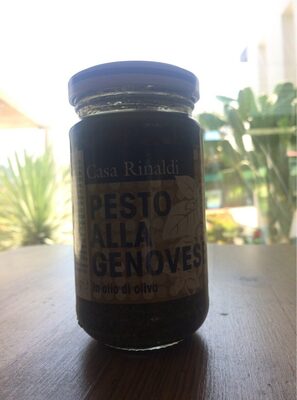 Casa Rinaldi
PESTO
ALLA
GENOVES
in olio di oliva